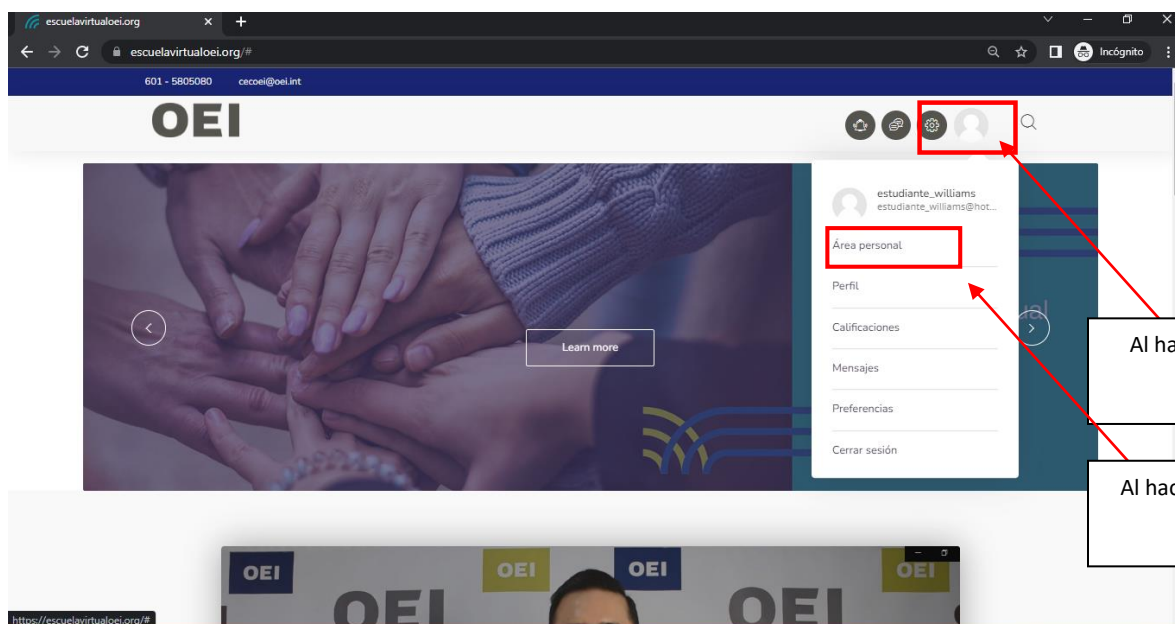 escuelavirtualoei.org
escuelavirtualoei.org/#
Incógnito
601 - 5805080 cecoei@oei.int
OEI
estudiante_williams
estudiante_williams@hot...
Área personal
Perfil
ual
Calificaciones
Al ha
Learn more
Mensajes
Preferencias
Cerrar sesión
Al hac
OEI OEI OEI OEI
OEI OEI
https://escuelavirtualoei.org/#